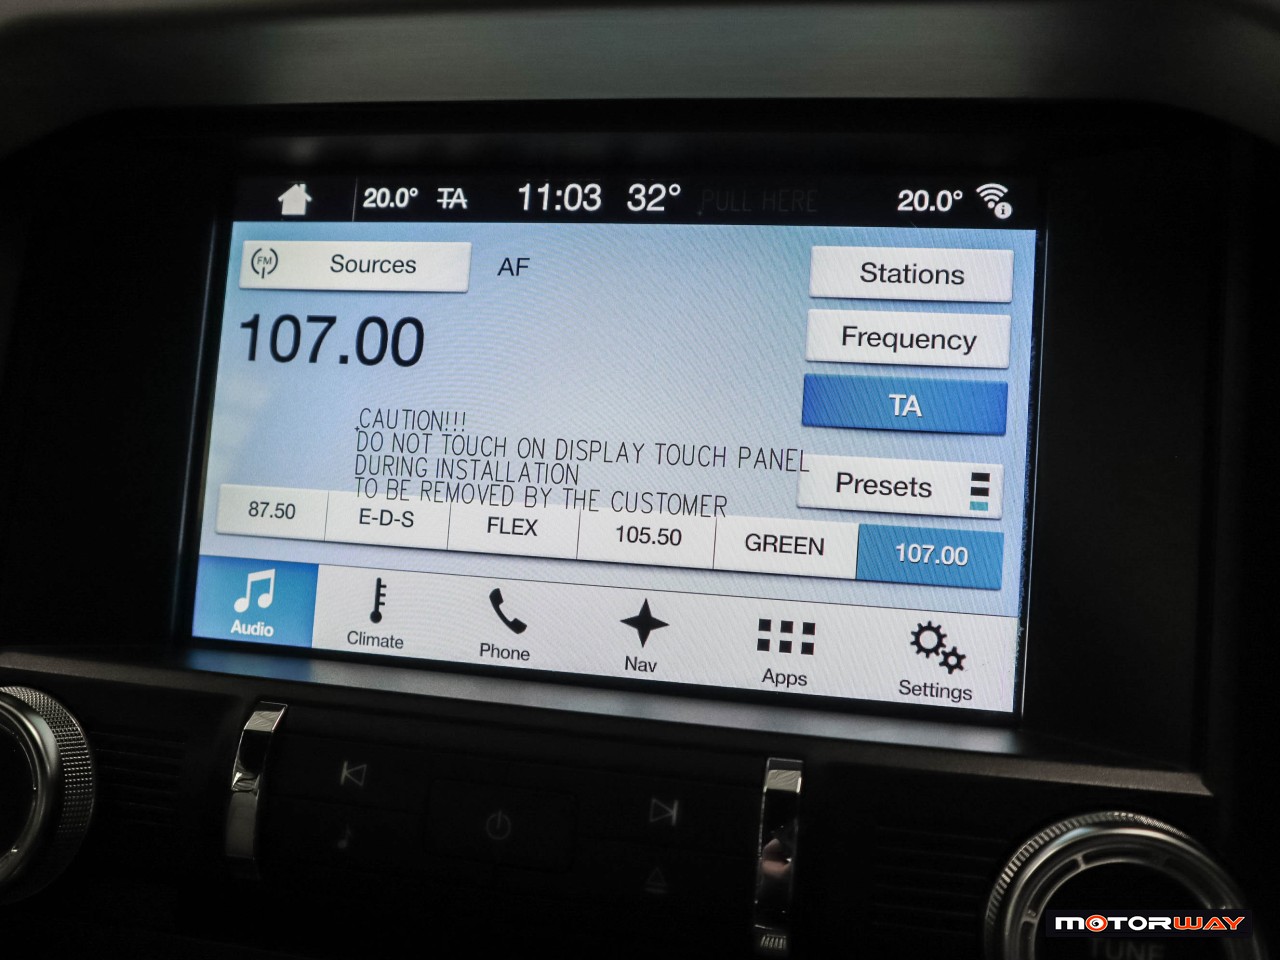 20.0° TA 11:03 32° PULL HERE 20.0°
FM Sources AF Stations
107.00 Frequency
TA
CAUTION!!!
DO NOT TOUCH ON DISPLAY TOUCH PANEL
DURING INSTALLATION
TO BE REMOVED BY THE CUSTOMER
Presets
87.50 E-D-S FLEX 105.50 GREEN 107.00
Audio Climate Phone Nav Apps Settings
MOTORWAY
TUNE